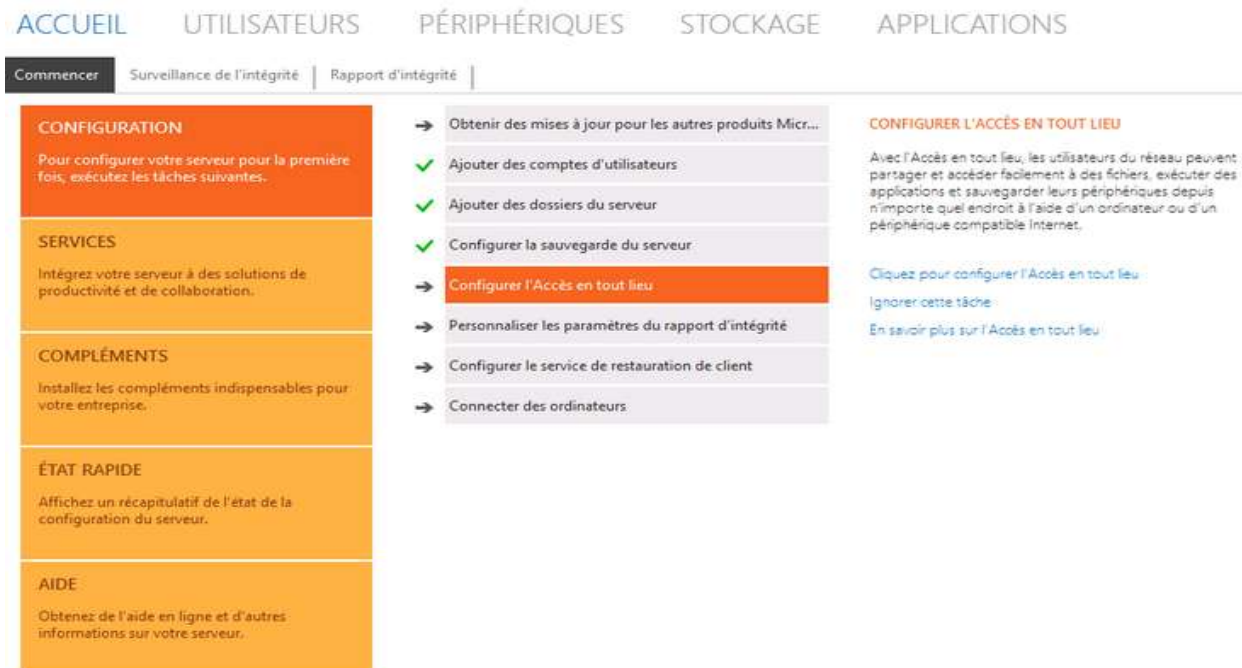 ACCUEIL UTILISATEURS PÉRIPHÉRIQUES STOCKAGE APPLICATIONS
Commencer Surveillance de l'intégrité Rapport d'intégrité
CONFIGURATION
Pour configurer votre serveur pour la première
fois, exécutez les tâches suivantes.
SERVICES
Intégrez votre serveur à des solutions de
productivité et de collaboration.
COMPLÉMENTS
Installez les compléments indispensables pour
votre entreprise.
ÉTAT RAPIDE
Affichez un récapitulatif de l'état de la
configuration du serveur.
AIDE
Obtenez de l'aide en ligne et d'autres
informations sur votre serveur.
Obtenir des mises à jour pour les autres produits Micr...
Ajouter des comptes d'utilisateurs
Ajouter des dossiers du serveur
Configurer la sauvegarde du serveur
Configurer l'Accès en tout lieu
Personnaliser les paramètres du rapport d'intégrité
Configurer le service de restauration de client
Connecter des ordinateurs
CONFIGURER L'ACCÈS EN TOUT LIEU
Avec l'Accès en tout lieu, les utilisateurs du réseau peuvent
partager et accéder facilement à des fichiers, exécuter des
applications et sauvegarder leurs périphériques depuis
n'importe quel endroit à l'aide d'un ordinateur ou d'un
périphérique compatible Internet.
Cliquez pour configurer l'Accès en tout lieu
Ignorer cette tâche
En savoir plus sur l'Accès en tout lieu